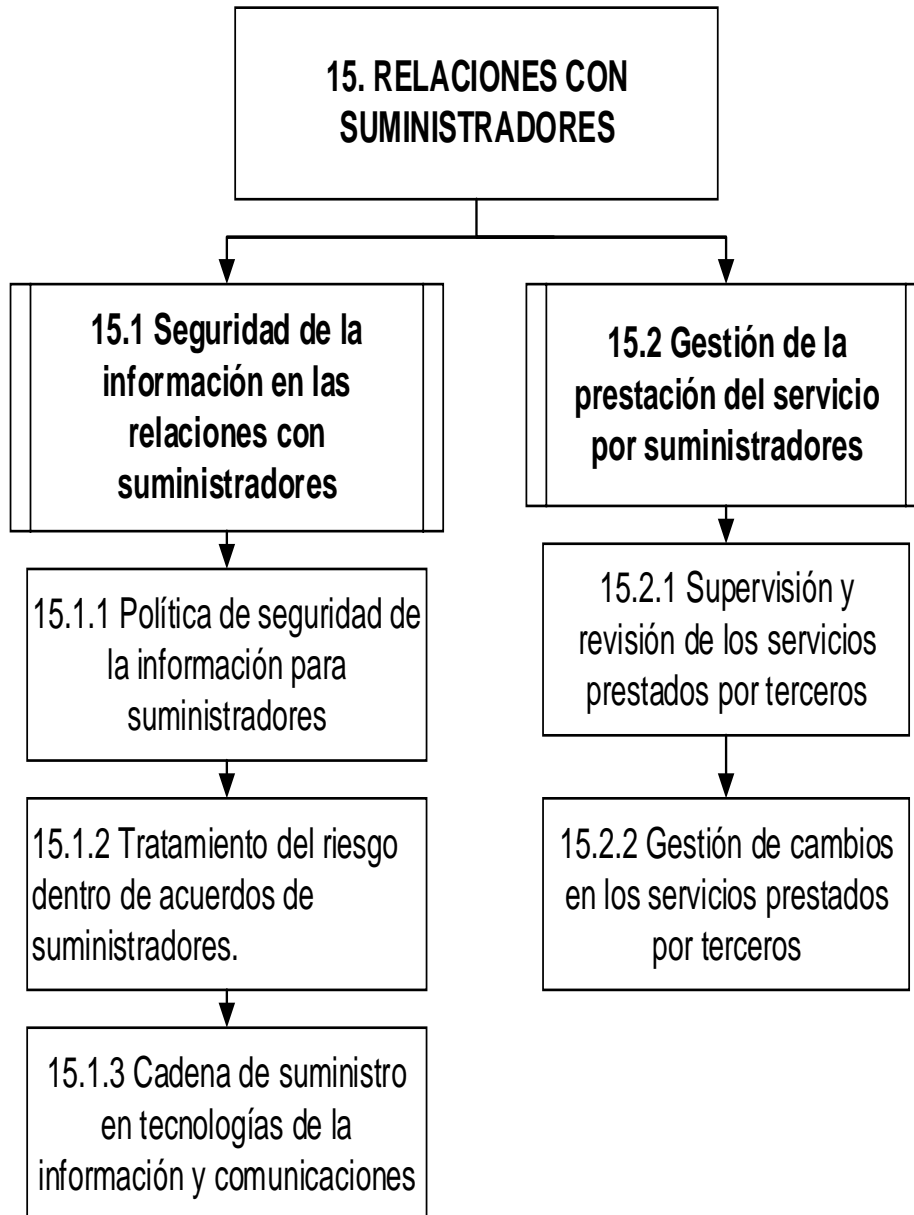 15. RELACIONES CON
SUMINISTRADORES
15.1 Seguridad de la
información en las
relaciones con
suministradores
15.1.1 Política de seguridad de
la información para
suministradores
15.1.2 Tratamiento del riesgo
dentro de acuerdos de
suministradores.
15.1.3 Cadena de suministro
en tecnologías de la
información y comunicaciones
15.2 Gestión de la
prestación del servicio
por suministradores
15.2.1 Supervisión y
revisión de los servicios
prestados por terceros
15.2.2 Gestión de cambios
en los servicios prestados
por terceros